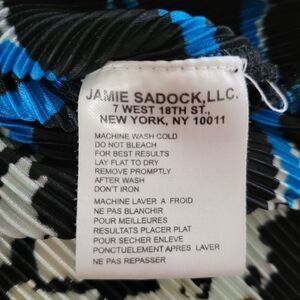 JAMIE SADOCK,LLC.
7 WEST 18TH ST.,
NEW YORK, NY 10011
MACHINE WASH COLD
DO NOT BLEACH
FOR BEST RESULTS
LAY FLAT TO DRY
REMOVE PROMPTLY
AFTER WASH
DON'T IRON
MACHINE LAVER A FROID
NE PAS BLANCHIR
POUR MEILLEURES
RESULTATS PLACER PLAT
POUR SECHER ENLEVE
PONCTUELEMENT APRES LAVER
NE PAS REPASSER